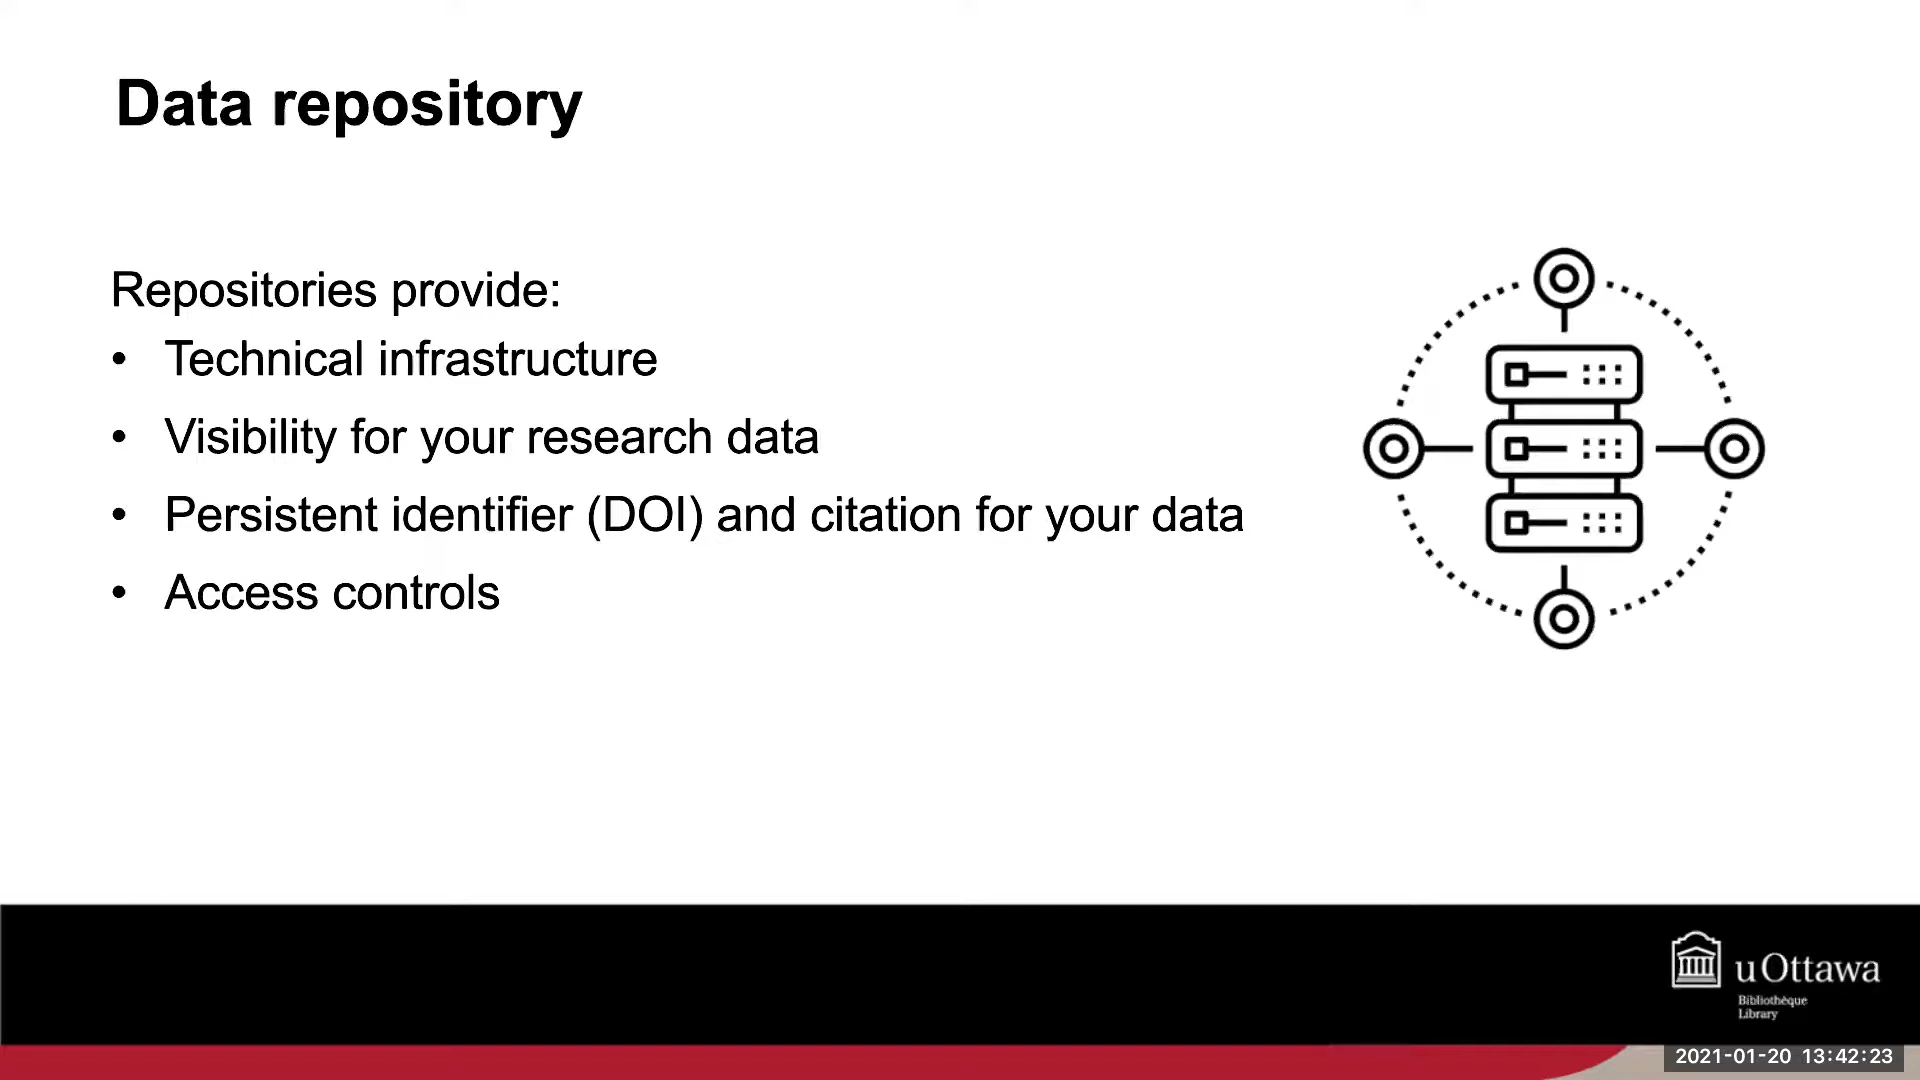 Data repository
Repositories provide:
• Technical infrastructure
• Visibility for your research data
• Persistent identifier (DOI) and citation for your data
• Access controls
uOttawa
Bibliothèque
Library
2021-01-20 13:42:23